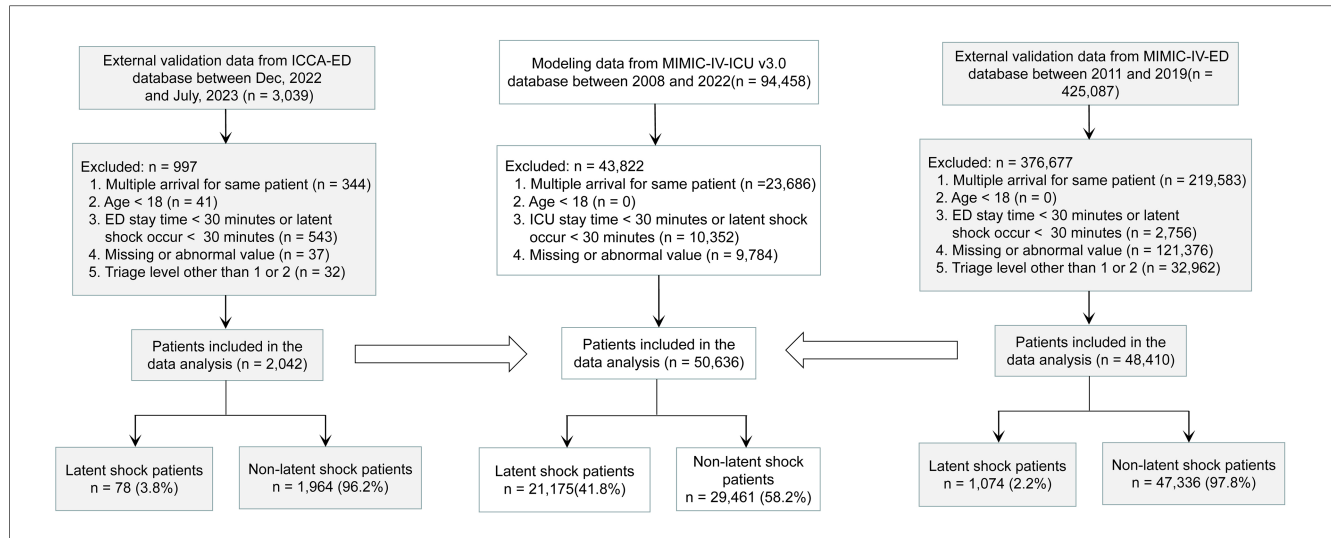 External validation data from ICCA-ED
database between Dec, 2022
and July, 2023 (n = 3,039)
Excluded: n = 997
1. Multiple arrival for same patient (n = 344)
2. Age < 18 (n = 41)
3. ED stay time < 30 minutes or latent
shock occur < 30 minutes (n = 543)
4. Missing or abnormal value (n = 37)
5. Triage level other than 1 or 2 (n = 32)
Patients included in the
data analysis (n = 2,042)
Latent shock patients
n = 78 (3.8%)
Non-latent shock patients
n = 1,964 (96.2%)
Modeling data from MIMIC-IV-ICU v3.0
database between 2008 and 2022(n = 94,458)
Excluded: n = 43,822
1. Multiple arrival for same patient (n =23,686)
2. Age < 18 (n = 0)
3. ICU stay time < 30 minutes or latent shock
occur < 30 minutes (n = 10,352)
4. Missing or abnormal value (n = 9,784)
Patients included in the
data analysis (n = 50,636)
Latent shock patients
n = 21,175(41.8%)
Non-latent shock
patients
n = 29,461 (58.2%)
External validation data from MIMIC-IV-ED
database between 2011 and 2019(n =
425,087)
Excluded: n = 376,677
1. Multiple arrival for same patient (n = 219,583)
2. Age < 18 (n = 0)
3. ED stay time < 30 minutes or latent
shock occur < 30 minutes (n = 2,756)
4. Missing or abnormal value (n = 121,376)
5. Triage level other than 1 or 2 (n = 32,962)
Patients included in the
data analysis (n = 48,410)
Latent shock patients
n = 1,074 (2.2%)
Non-latent shock patients
n = 47,336 (97.8%)